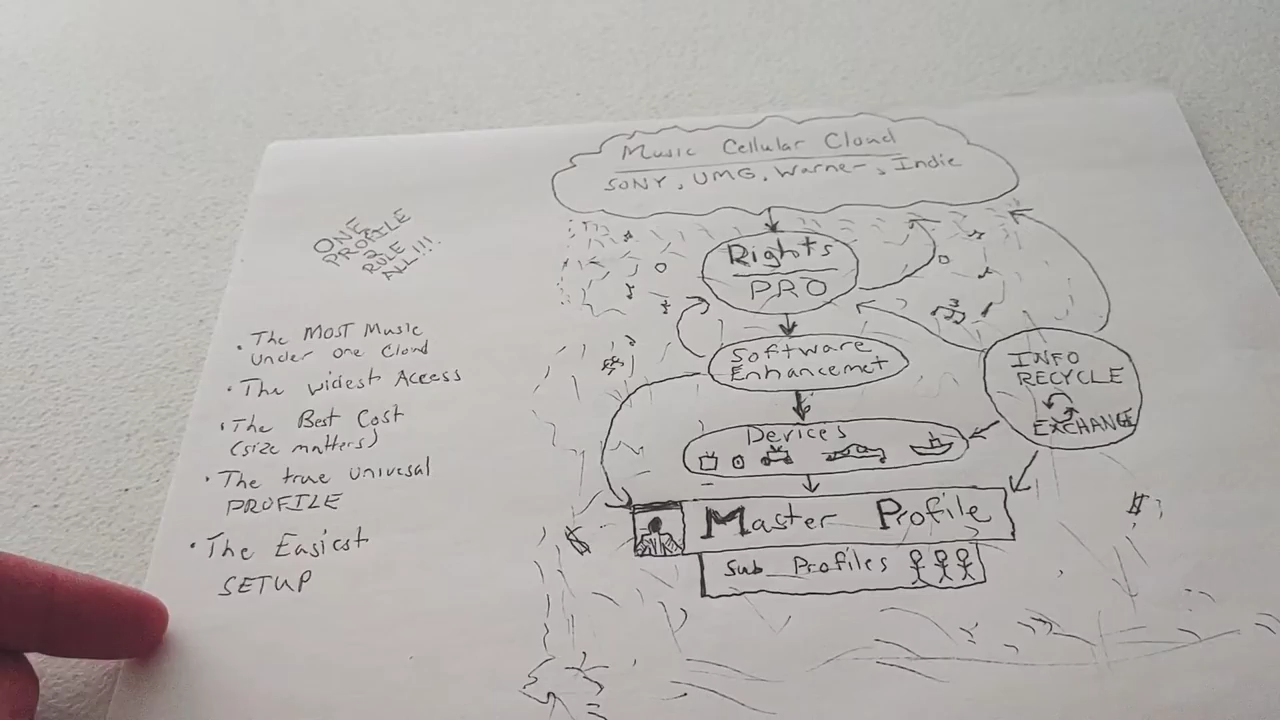 Music Cellular Cloud
SONY, UMG, Warner, Indie
ONE
PROFILE
2
RULE
ALL!!!
Rights
PRO
• The MOST Music
under one Cloud
• The widest Access
• The Best Cost
(size matters)
• The true univesal
PROFILE
• The Easiest
SETUP
Software
Enhancemet
INFO
RECYCLE
EXCHANGE
Devices
Master Profile
Sub Profiles
$
$